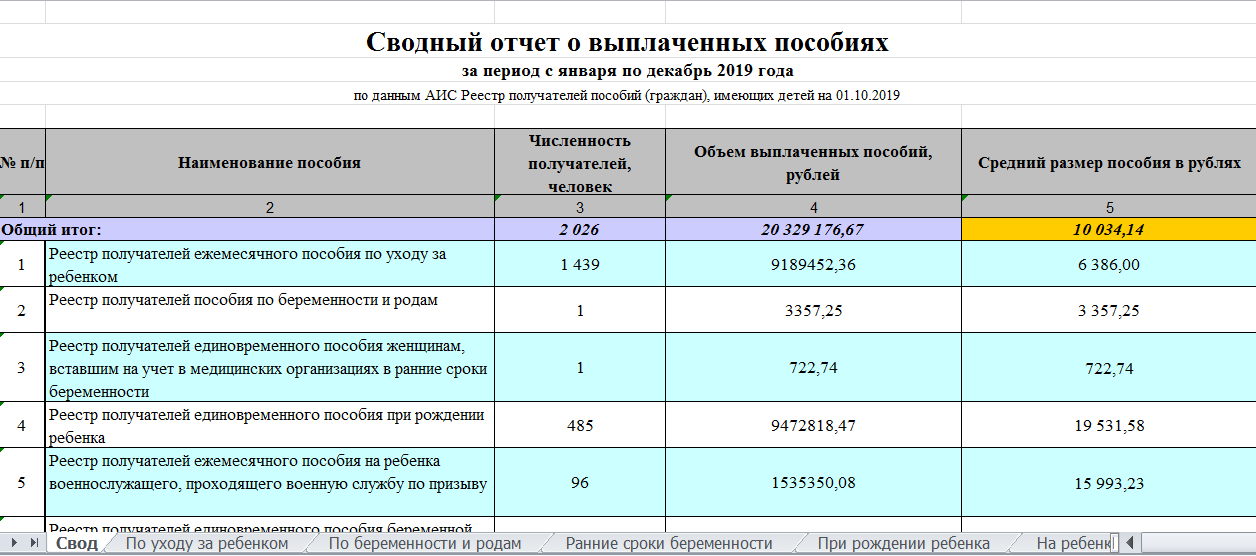 Сводный отчет о выплаченных пособиях
за период с января по декабрь 2019 года
по данным АИС Реестр получателей пособий (граждан), имеющих детей на 01.10.2019
№ п/п
Наименование пособия
Численность
получателей,
человек
Объем выплаченных пособий,
рублей
Средний размер пособия в рублях
1 2 3 4 5
Общий итог: 2 026 20 329 176,67 10 034,14
1
Реестр получателей ежемесячного пособия по уходу за
ребенком
1 439 9189452,36 6 386,00
2
Реестр получателей пособия по беременности и родам
1 3357,25 3 357,25
3
Реестр получателей единовременного пособия женщинам,
вставшим на учет в медицинских организациях в ранние сроки
беременности
1 722,74 722,74
4
Реестр получателей единовременного пособия при рождении
ребенка
485 9472818,47 19 531,58
5
Реестр получателей ежемесячного пособия на ребенка
военнослужащего, проходящего военную службу по призыву
96 1535350,08 15 993,23
Реестр получателей единовременного пособия беременной
Свод По уходу за ребенком По беременности и родам Ранние сроки беременности При рождении ребенка На ребенк